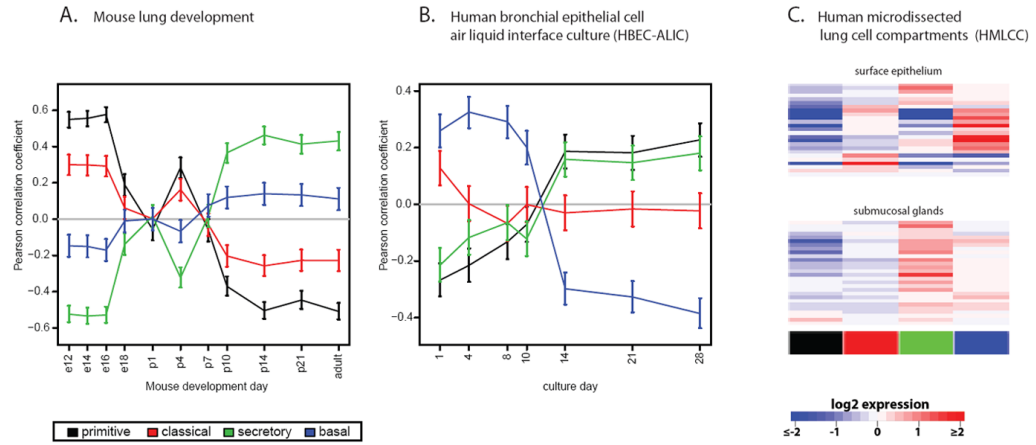 A. Mouse lung development
B. Human bronchial epithelial cell
air liquid interface culture (HBEC-ALIC)
C. Human microdissected
lung cell compartments (HMLCC)
Pearson correlation coefficient
0.6
0.4
0.2
0.0
−0.2
−0.4
−0.6
e12
e14
e16
e18
p1
p4
p7
p10
p14
p21
adult
Mouse development day
primitive classical secretory basal
Pearson correlation coefficient
0.4
0.2
0.0
−0.2
−0.4
1 4 8 10 14 21 28
culture day
surface epithelium
submucosal glands
log2 expression
≤-2 -1 0 1 ≥2